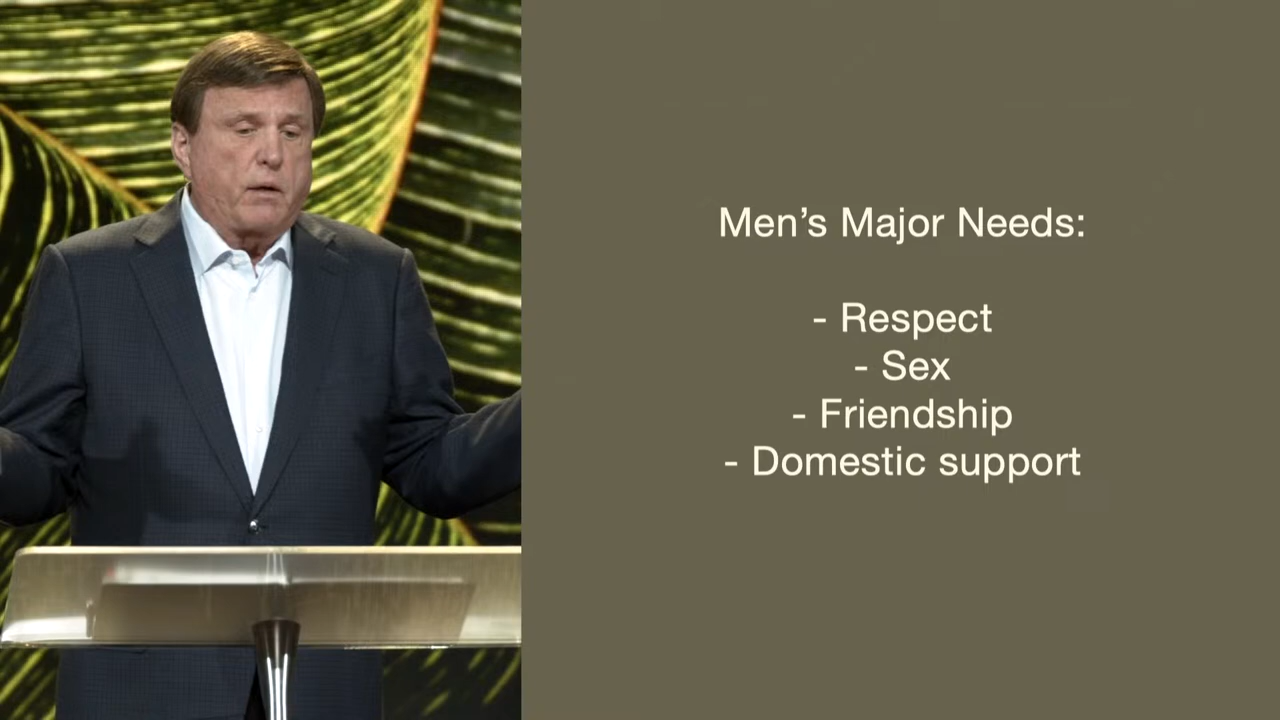 Men’s Major Needs:
- Respect
- Sex
- Friendship
- Domestic support